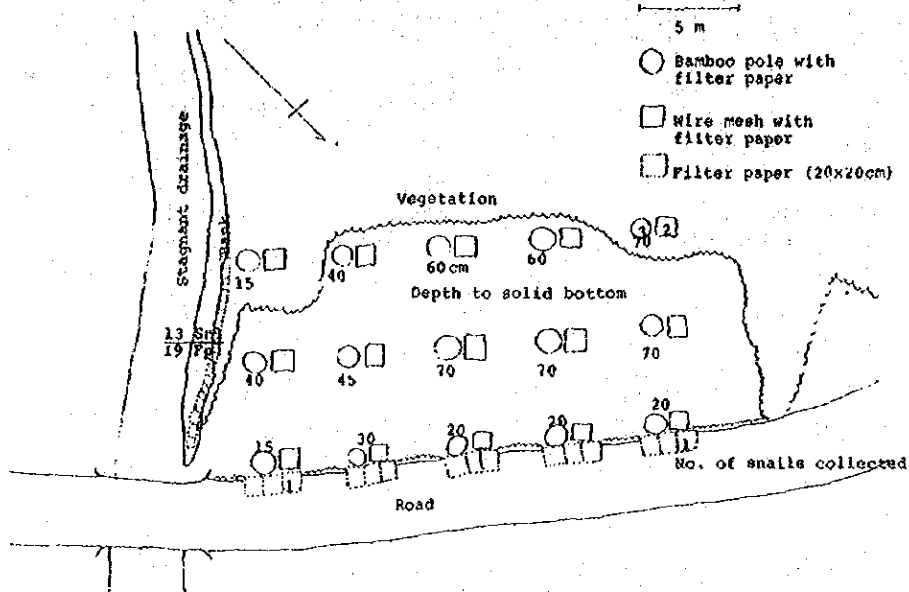 5 m
Bamboo pole with
filter paper
Wire mesh with
filter paper
Filter paper (20x20cm)
Stagnant drainage
Bank
Vegetation
2
70
15
40
60cm
60
Depth to solid bottom
13 Sn
19 Fp
40
45
70
70
70
15
30
20
20
20
1
1
No. of snails collected
Road